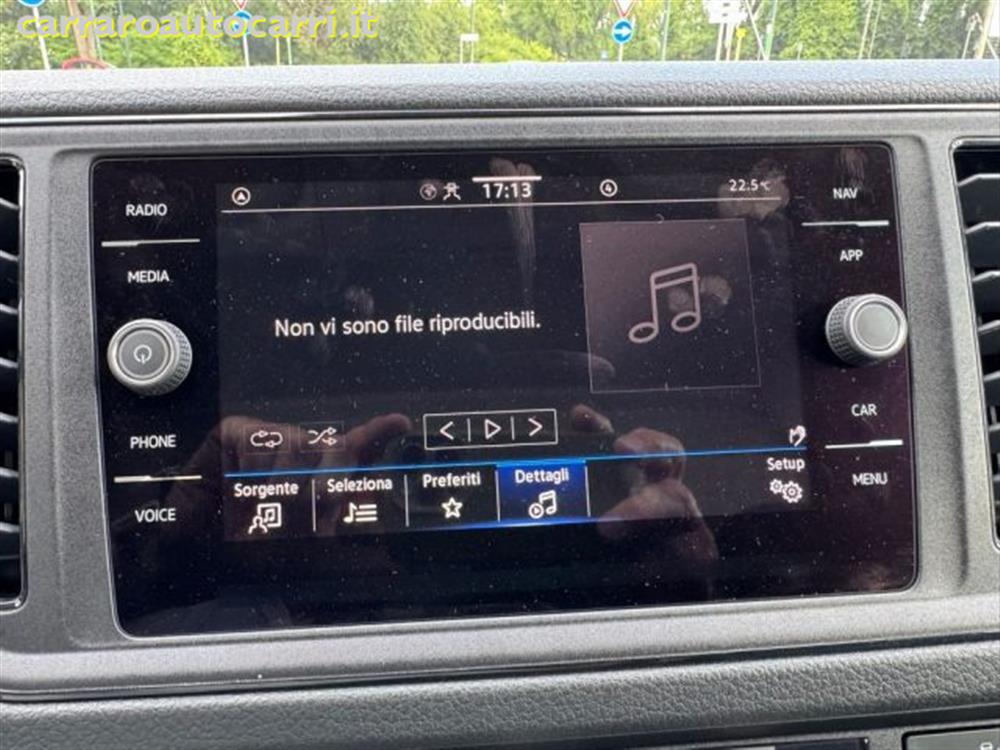 carraroautocarri.it
17:13
4
22.5°C
RADIO
MEDIA
PHONE
VOICE
Non vi sono file riproducibili.
Sorgente
Seleziona
Preferiti
Dettagli
Setup
NAV
APP
CAR
MENU